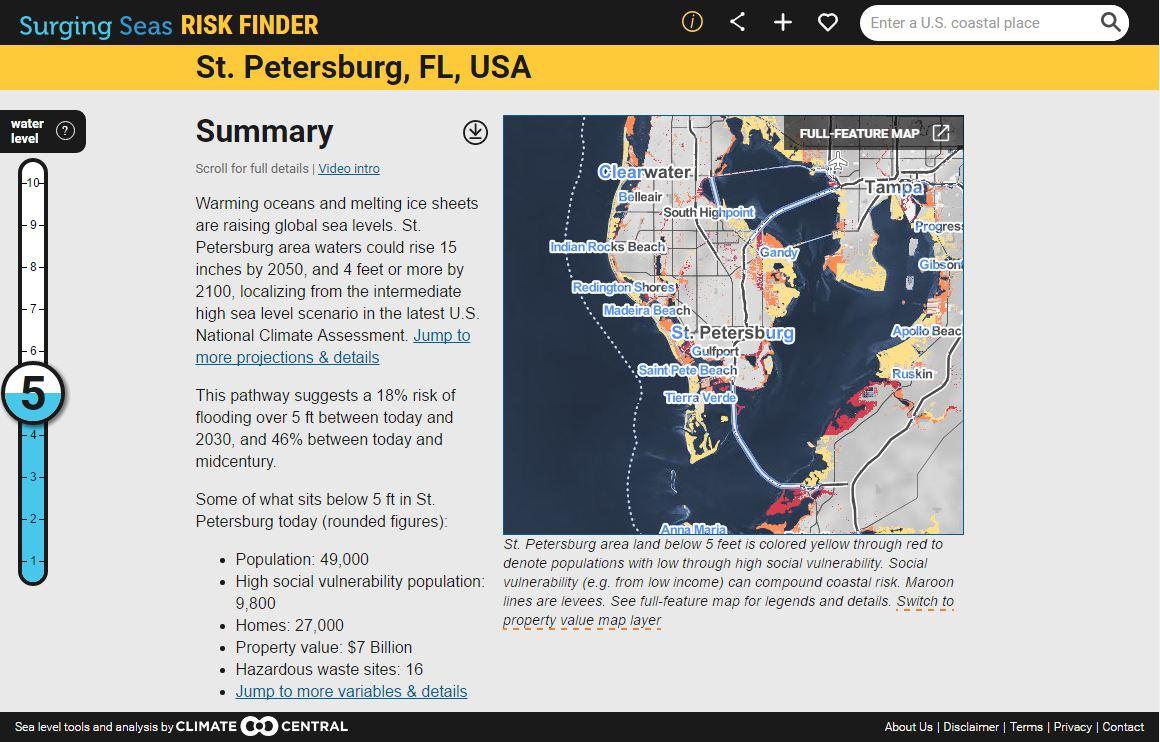 Surging Seas RISK FINDER
i
Enter a U.S. coastal place
St. Petersburg, FL, USA
water
level
?
10
9
8
7
6
5
4
3
2
1
Summary
Scroll for full details | Video intro
Warming oceans and melting ice sheets
are raising global sea levels. St.
Petersburg area waters could rise 15
inches by 2050, and 4 feet or more by
2100, localizing from the intermediate
high sea level scenario in the latest U.S.
National Climate Assessment. Jump to
more projections & details
This pathway suggests a 18% risk of
flooding over 5 ft between today and
2030, and 46% between today and
midcentury.
Some of what sits below 5 ft in St.
Petersburg today (rounded figures):
• Population: 49,000
• High social vulnerability population:
9,800
• Homes: 27,000
• Property value: $7 Billion
• Hazardous waste sites: 16
• Jump to more variables & details
FULL-FEATURE MAP
Clearwater
Tampa
Belleair
South Highpoint
Progress
Indian Rocks Beach
Gandy
Gibson
Redington Shores
Madeira Beach
St. Petersburg
Apollo Beac
Gulfport
Saint Pete Beach
Ruskin
Tierra Verde
Anna Maria
St. Petersburg area land below 5 feet is colored yellow through red to
denote populations with low through high social vulnerability. Social
vulnerability (e.g. from low income) can compound coastal risk. Maroon
lines are levees. See full-feature map for legends and details. Switch to
property value map layer
Sea level tools and analysis by CLIMATE CENTRAL
About Us | Disclaimer | Terms | Privacy | Contact